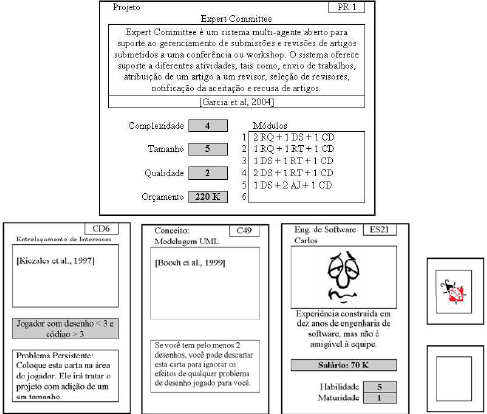 Projeto PR 1
Expert Committee
Expert Committee é um sistema multi-agente aberto para
suporte ao gerenciamento de submissões e revisões de artigos
submetidos a uma conferência ou workshop. O sistema oferece
suporte a diferentes atividades, tais como, envio de trabalhos,
atribuição de um artigo a um revisor, seleção de revisores,
notificação da aceitação e recusa de artigos.
[Garcia et al, 2004]
Complexidade 4
Tamanho 5
Qualidade 2
Orçamento 220 K
Módulos
1 2 RQ + 1 DS + 1 CD
2 1 RQ + 1 RT + 1 CD
3 1 DS + 1 RT + 1 CD
4 2 DS + 1 RT + 1 CD
5 1 DS + 2 AJ + 1 CD
6
CD6
Entrelaçamento de Interesses
[Kiczales et al., 1997]
Jogador com desenho < 3 e
código > 3
Problema Persistente:
Coloque esta carta na área
do jogador. Ele irá tratar o
projeto com adição de um
em tamanho.
Conceito: C49
Modelagem UML
[Booch et al., 1999]
Se você tem pelo menos 2
desenhos, você pode descartar
esta carta para ignorar os
efeitos de qualquer problema
de desenho jogado para você.
Eng. de Software ES21
Carlos
Experiência construída em
dez anos de engenharia de
software, mas não é
amigável à equipe.
Salário: 70 K
Habilidade 5
Maturidade 1